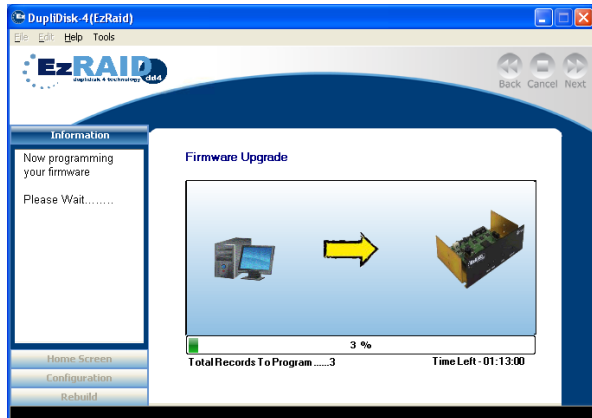 DupliDisk-4(EzRaid)
File Edit Help Tools
EzRAID
duplidisk 4 technology
dd4
Back Cancel Next
Information
Now programming
your firmware
Please Wait........
Firmware Upgrade
EzRAID
3 %
Total Records To Program ......3
Time Left - 01:13:00
Home Screen
Configuration
Rebuild